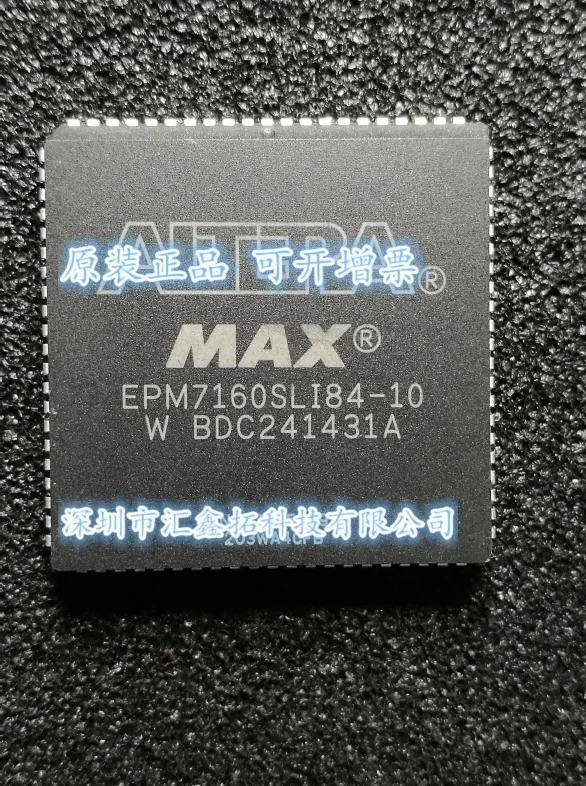 ALTERA®
原装正品 可开增票
MAX®
EPM7160SLI84-10
W BDC241431A
深圳市汇鑫拓科技有限公司